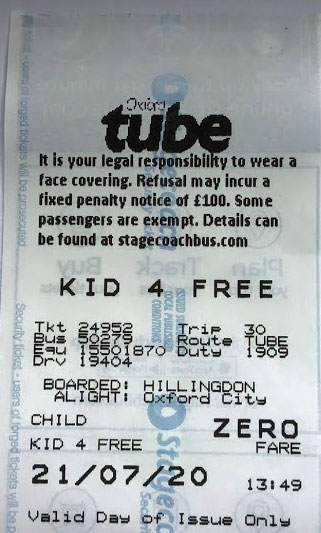 Oxford
tube
It is your legal responsibility to wear a
face covering. Refusal may incur a
fixed penalty notice of £100. Some
passengers are exempt. Details can
be found at stagecoachbus.com
KID 4 FREE
Tkt 24952 Trip 30
Bus 50279 Route TUBE
Equ 15501870 Duty 1909
Drv 19404
BOARDED: HILLINGDON
ALIGHT: Oxford City
CHILD ZERO
KID 4 FREE FARE
21/07/20 13:49
Valid Day of Issue Only